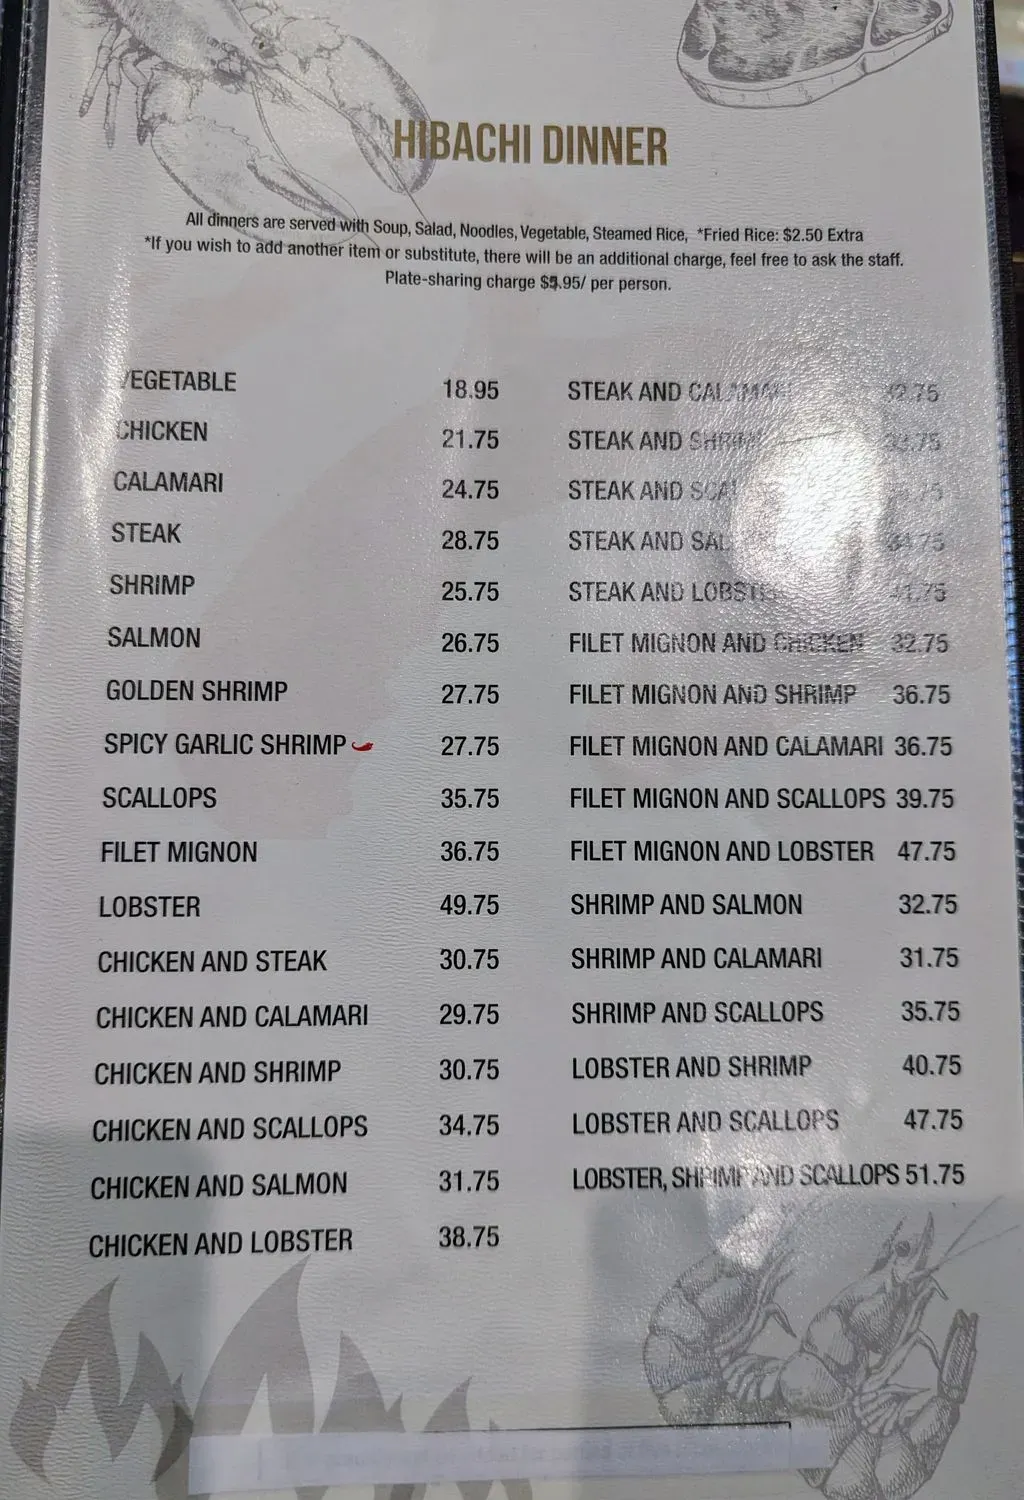 HIBACHI DINNER
All dinners are served with Soup, Salad, Noodles, Vegetable, Steamed Rice, *Fried Rice: $2.50 Extra
*If you wish to add another item or substitute, there will be an additional charge, feel free to ask the staff.
Plate-sharing charge / per person.
VEGETABLE 18.95
CHICKEN 21.75
CALAMARI 24.75
STEAK 28.75
SHRIMP 25.75
SALMON 26.75
GOLDEN SHRIMP 27.75
SPICY GARLIC SHRIMP 27.75
SCALLOPS 35.75
FILET MIGNON 36.75
LOBSTER 49.75
CHICKEN AND STEAK 30.75
CHICKEN AND CALAMARI 29.75
CHICKEN AND SHRIMP 30.75
CHICKEN AND SCALLOPS 34.75
CHICKEN AND SALMON 31.75
CHICKEN AND LOBSTER 38.75
STEAK AND CALAMARI
STEAK AND SHRIMP
STEAK AND
STEAK AND
STEAK AND LOBSTER
FILET MIGNON AND CHICKEN 32.75
FILET MIGNON AND SHRIMP 36.75
FILET MIGNON AND CALAMARI 36.75
FILET MIGNON AND SCALLOPS 39.75
FILET MIGNON AND LOBSTER 47.75
SHRIMP AND SALMON 32.75
SHRIMP AND CALAMARI 31.75
SHRIMP AND SCALLOPS 35.75
LOBSTER AND SHRIMP 40.75
LOBSTER AND SCALLOPS 47.75
LOBSTER, SHRIMP AND SCALLOPS 51.75